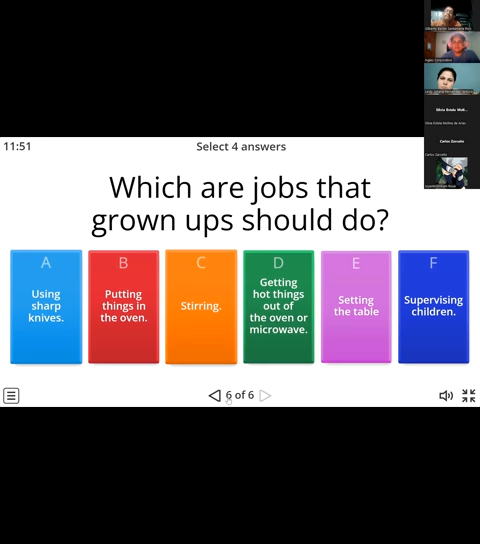 11:51
Select 4 answers
Which are jobs that
grown ups should do?
A
Using
sharp
knives.
B
Putting
things in
the oven.
C
Stirring.
D
Getting
hot things
out of
the oven or
microwave.
E
Setting
the table
F
Supervising
children.
6 of 6
Carlos Zarceño